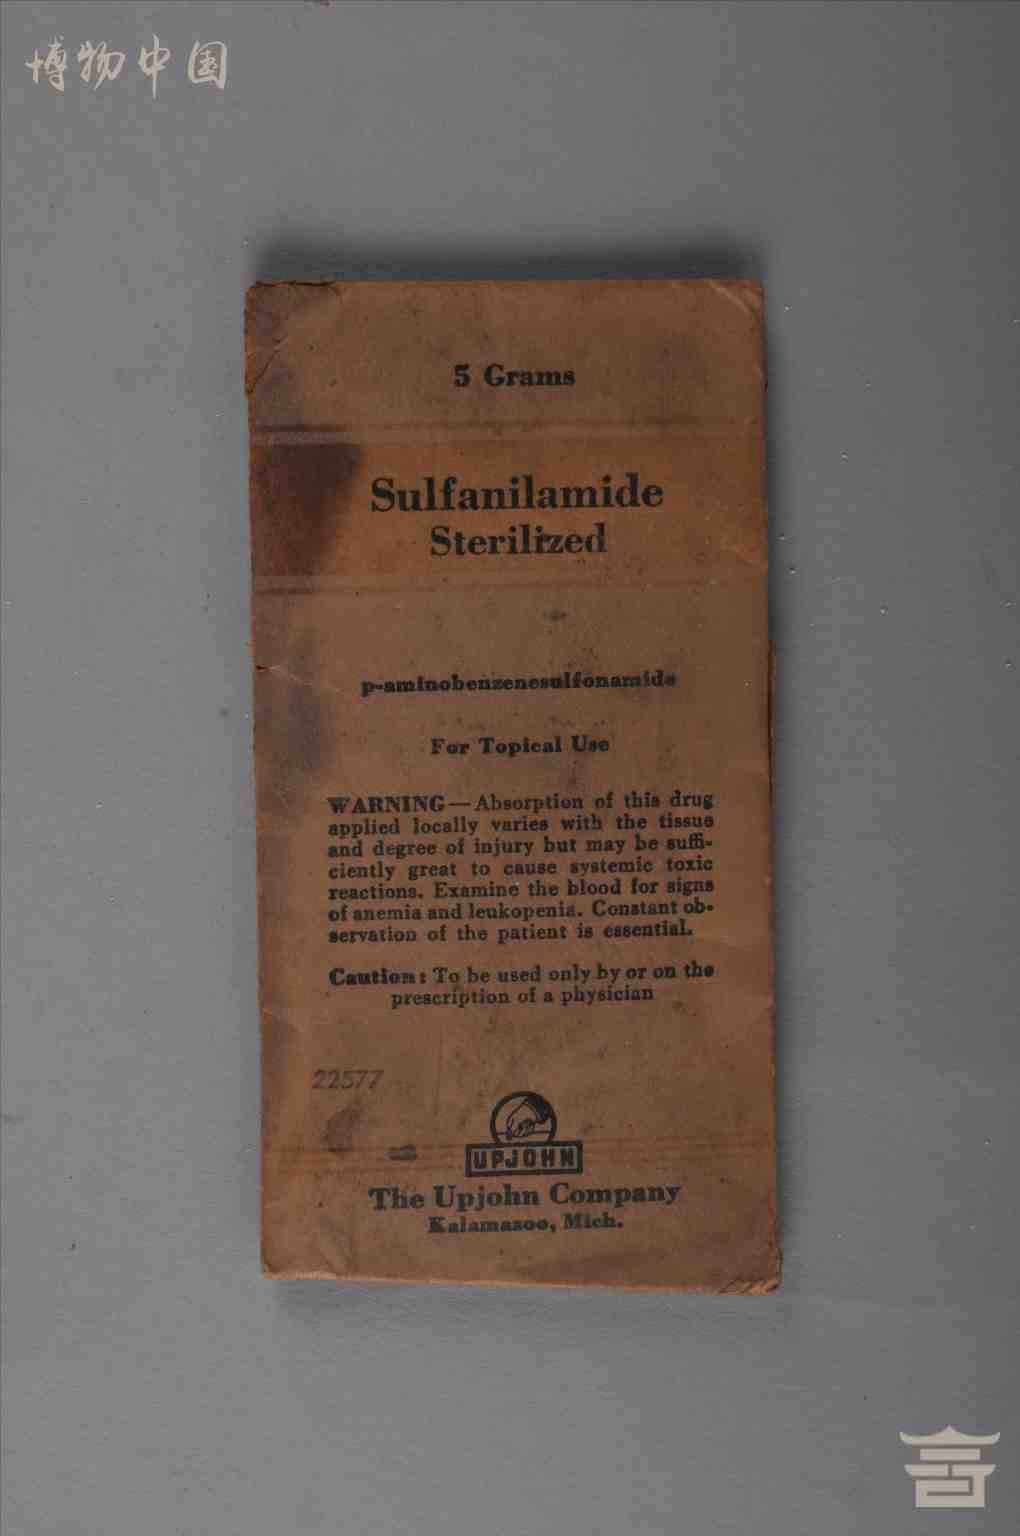 博物中国
5 Grams
Sulfanilamide
Sterilized
p-aminobenzenesulfonamide
For Topical Use
WARNING—Absorption of this drug
applied locally varies with the tissue
and degree of injury but may be suffi-
ciently great to cause systemic toxic
reactions. Examine the blood for signs
of anemia and leukopenia. Constant ob-
servation of the patient is essential.
Caution: To be used only by or on the
prescription of a physician
22577
UPJOHN
The Upjohn Company
Kalamazoo, Mich.